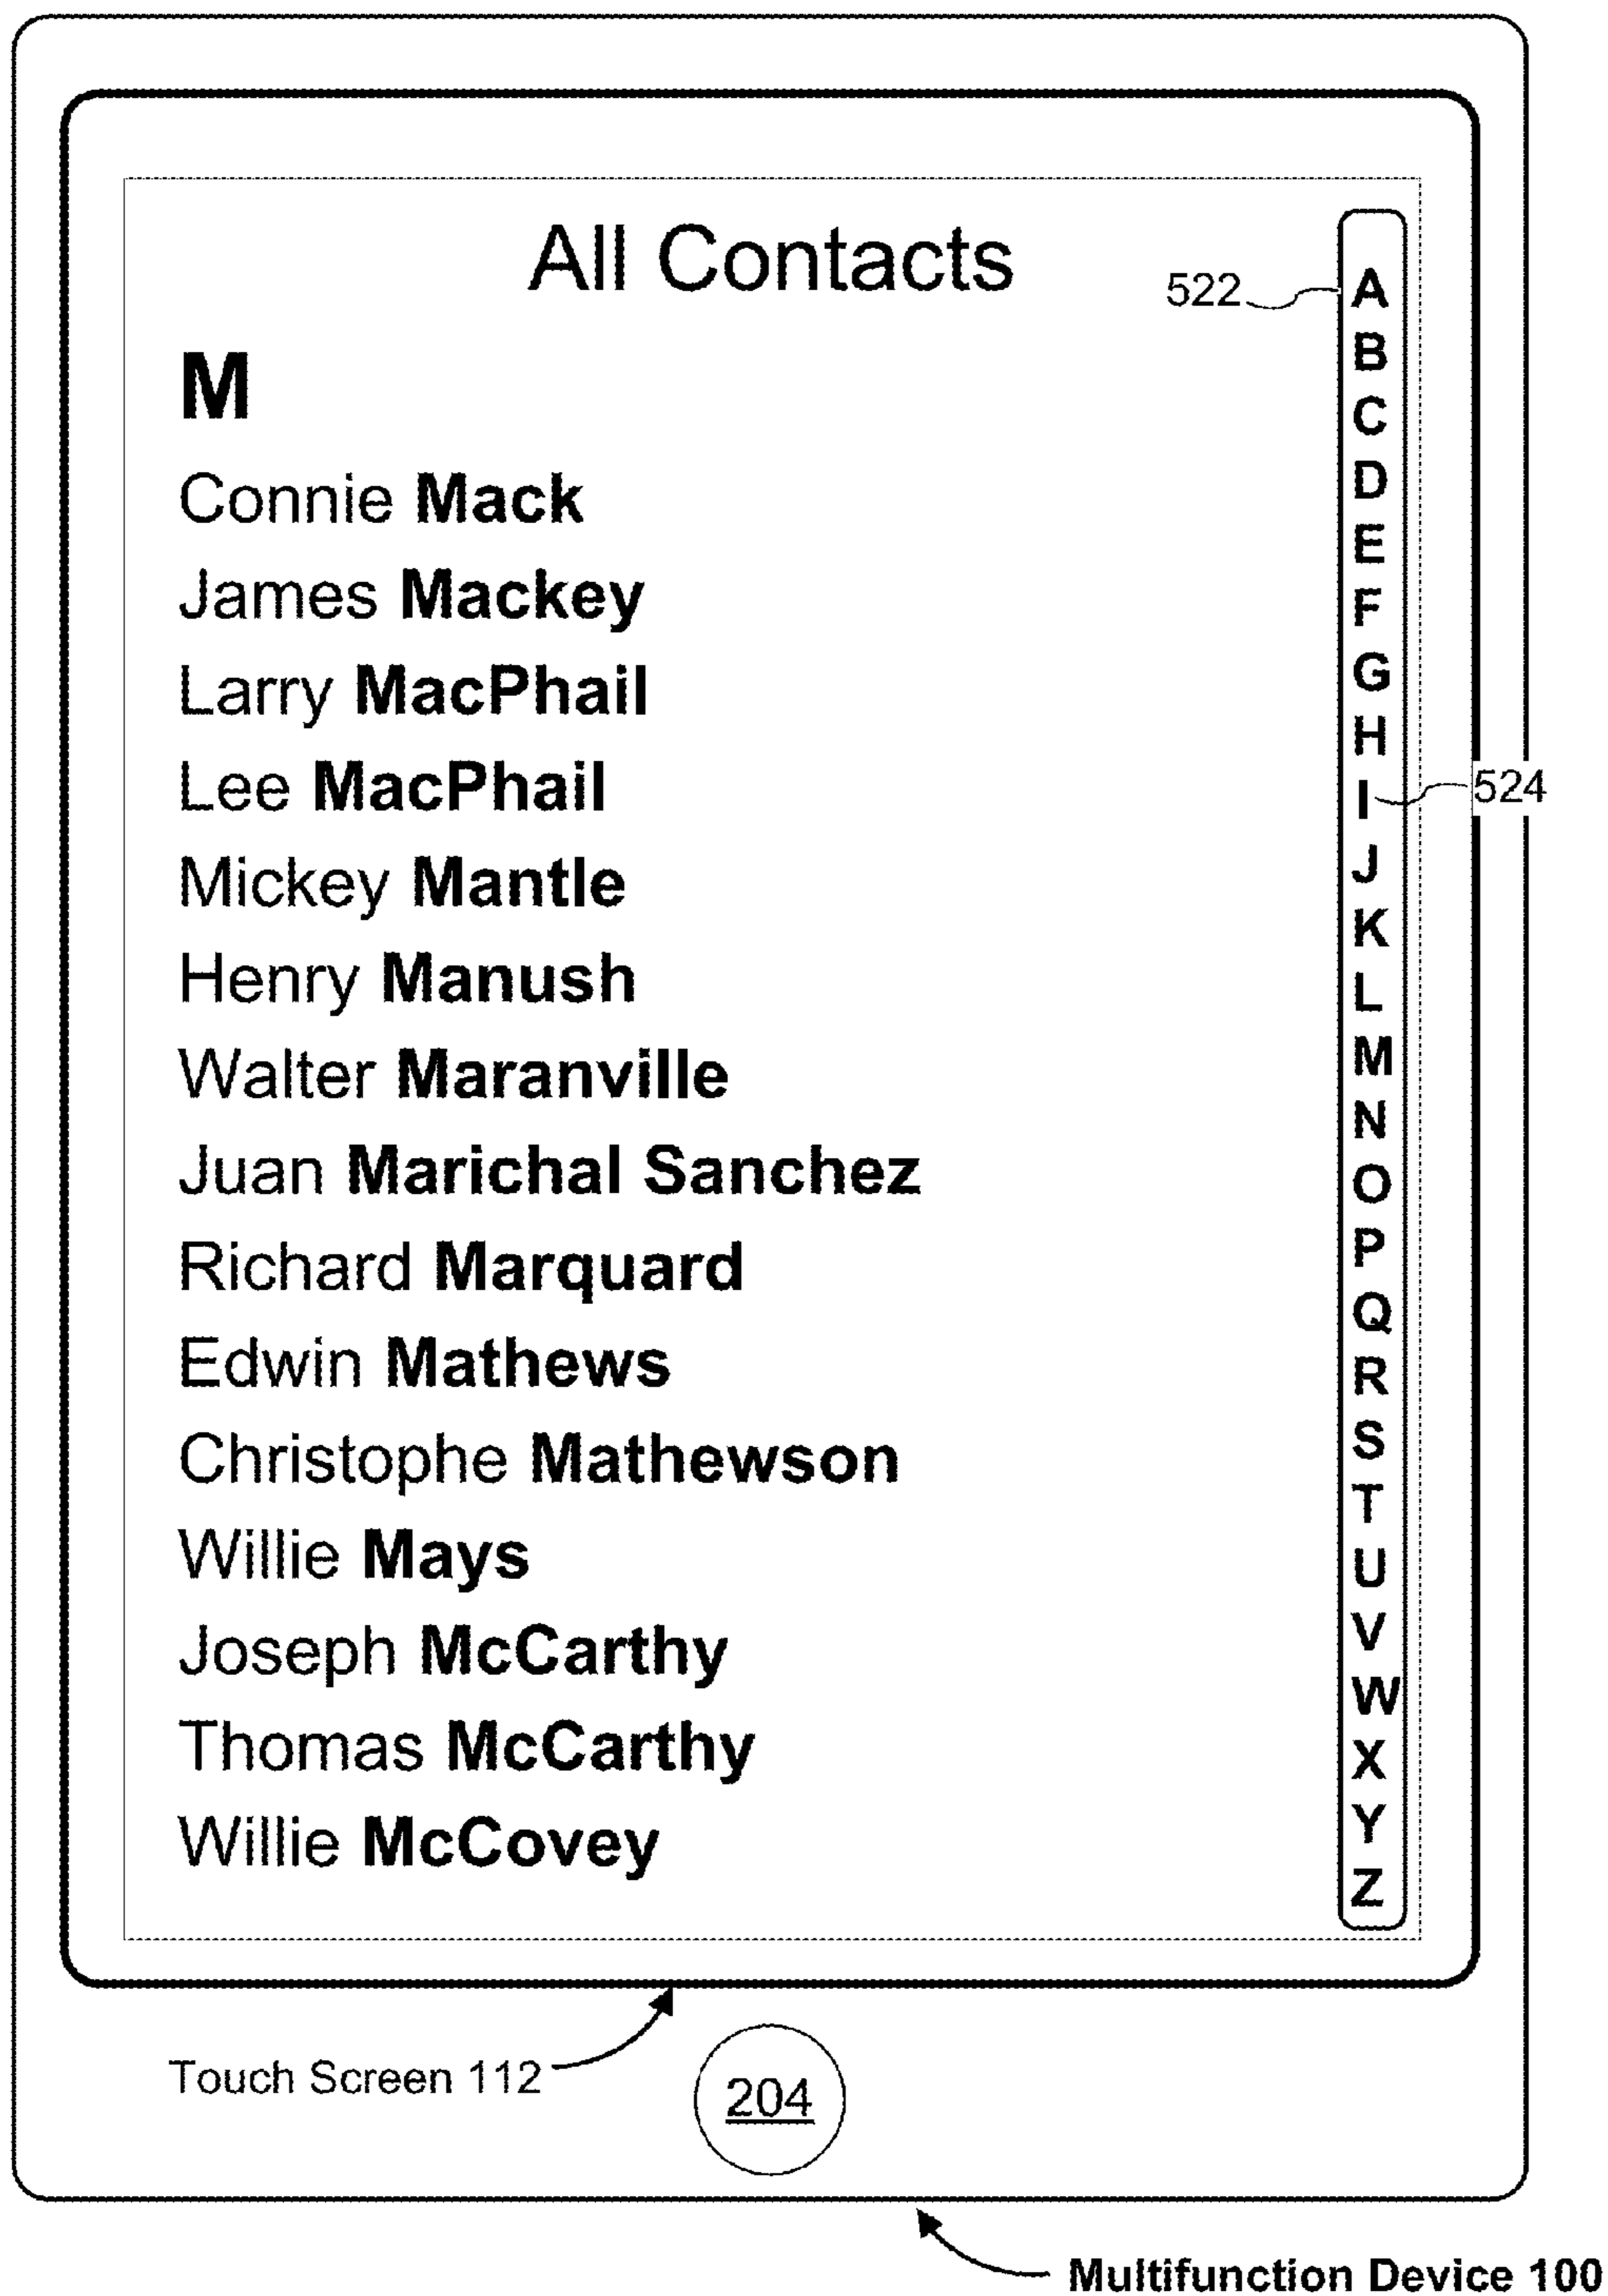 All Contacts
522
M
Connie Mack
James Mackey
Larry MacPhail
Lee MacPhail
Mickey Mantle
Henry Manush
Walter Maranville
Juan Marichal Sanchez
Richard Marquard
Edwin Mathews
Christophe Mathewson
Willie Mays
Joseph McCarthy
Thomas McCarthy
Willie McCovey
A
B
C
D
E
F
G
H
I
524
J
K
L
M
N
O
P
Q
R
S
T
U
V
W
X
Y
Z
Touch Screen 112
204
Multifunction Device 100